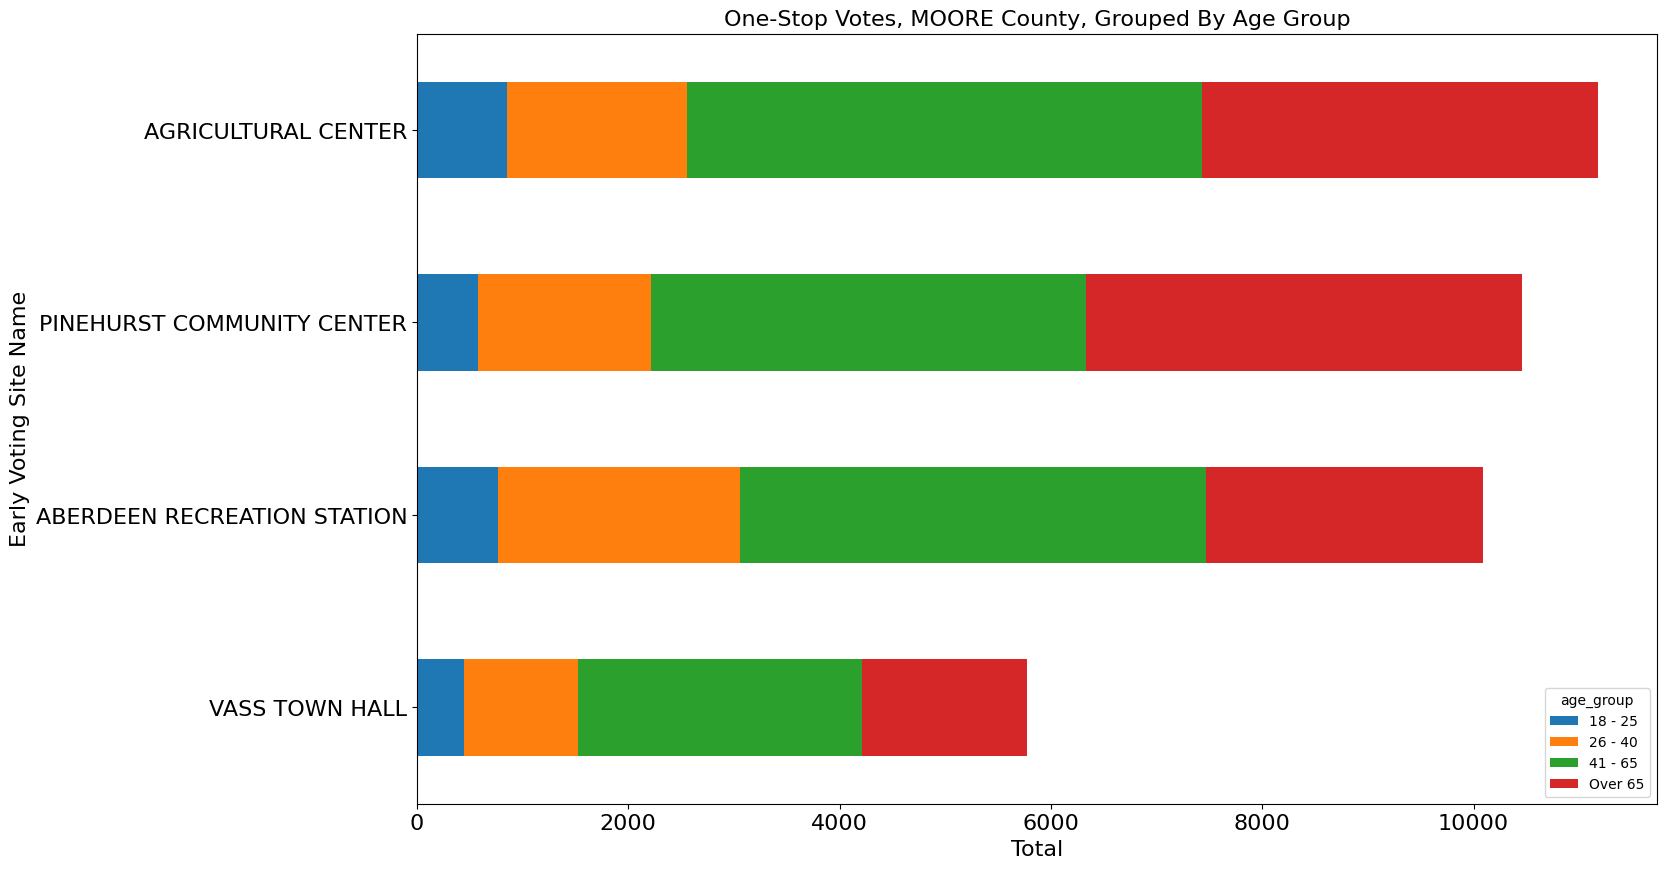 One-Stop Votes, MOORE County, Grouped By Age Group
Early Voting Site Name
AGRICULTURAL CENTER
PINEHURST COMMUNITY CENTER
ABERDEEN RECREATION STATION
VASS TOWN HALL
age_group
18 - 25
26 - 40
41 - 65
Over 65
0 2000 4000 6000 8000 10000
Total